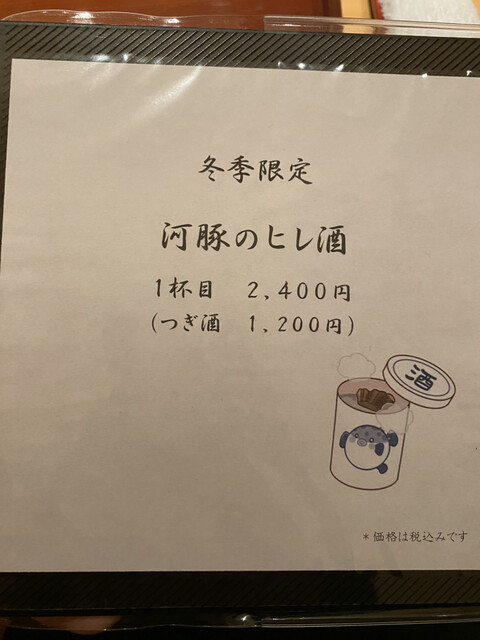 冬季限定
河豚のヒレ酒
1杯目　2,400円
(つぎ酒　1,200円)
酒
*価格は税込みです